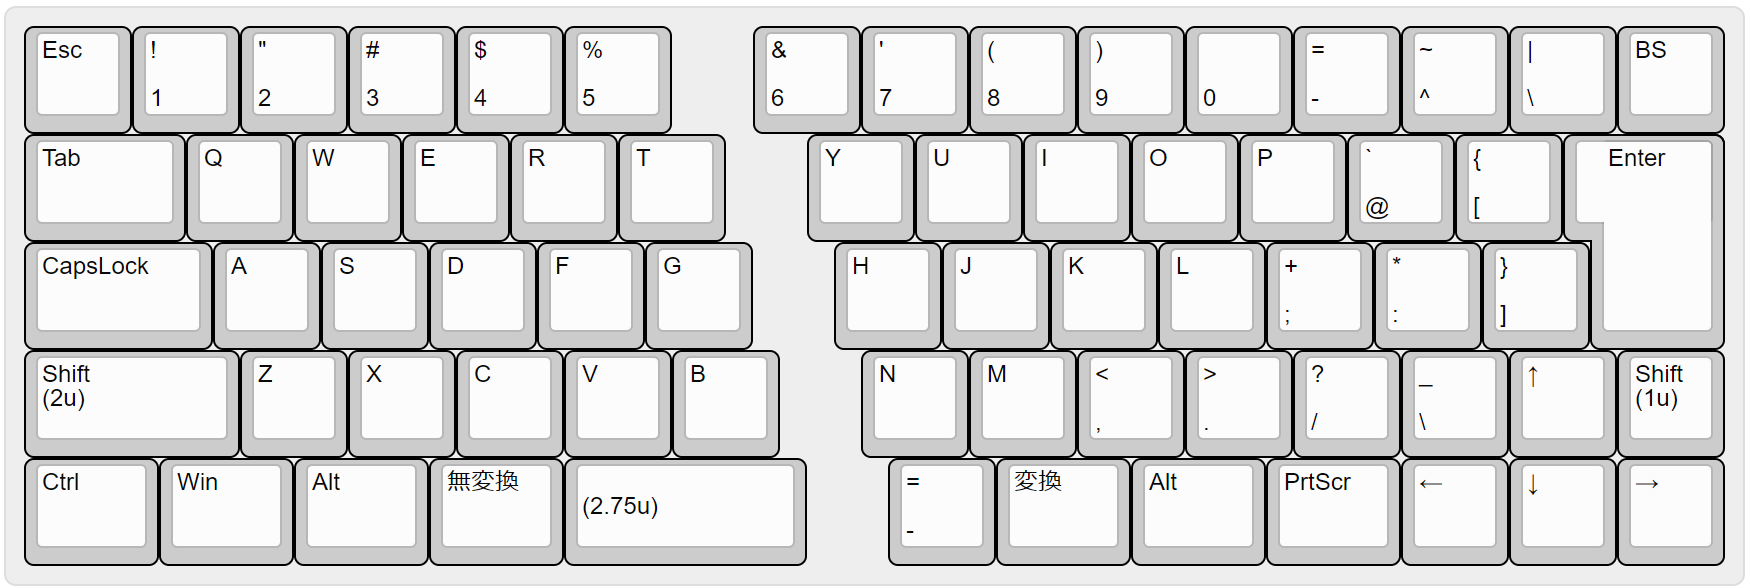 Esc ! " # $ % & ' ( ) = ~ | BS
1 2 3 4 5 6 7 8 9 0 - ^ \
Tab Q W E R T Y U I O P ` { Enter
@ [
CapsLock A S D F G H J K L + * }
; : ]
Shift Z X C V B N M < > ? _ ↑ Shift
(2u) (1u)
, . / \
Ctrl Win Alt 無変換 = 変換 Alt PrtScr ← ↓ →
(2.75u)
-